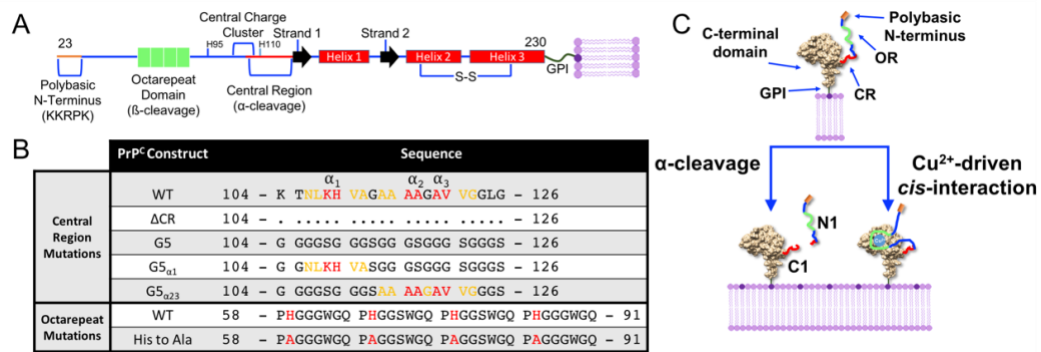 A
Central Charge
Cluster
Strand 1
Strand 2
23
H95
H110
230
Helix 1
Helix 2
Helix 3
GPI
S-S
Polybasic
N-Terminus
(KKRPK)
Octarepeat
Domain
(ß-cleavage)
Central Region
(α-cleavage)
B
PrPC Construct Sequence
α1 α2 α3
Central
Region
Mutations
WT 104 - K TNLKH VAGAA AAGAV VGGLG - 126
ΔCR 104 - . ..... ..... ..... ..... - 126
G5 104 - G GGGSG GGSGG GSGGG SGGGS - 126
G5α1 104 - G GNLKH VASGG GSGGG SGGGS - 126
G5α23 104 - G GGGSG GGSAA AAGAV VGGGS - 126
Octarepeat
Mutations
WT 58 - PHGGGWGQ PHGGSWGQ PHGGSWGQ PHGGGWGQ - 91
His to Ala 58 - PAGGGWGQ PAGGSWGQ PAGGSWGQ PAGGGWGQ - 91
C
Polybasic
N-terminus
C-terminal
domain
OR
CR
GPI
α-cleavage
Cu2+-driven
cis-interaction
N1
C1